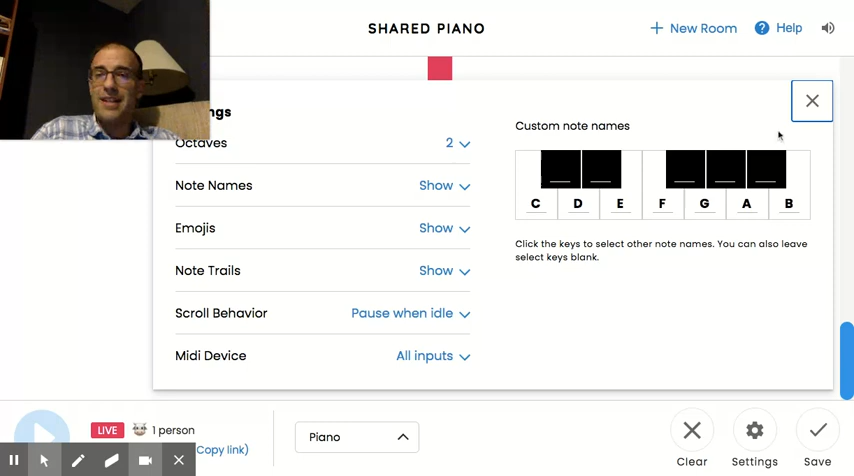 SHARED PIANO
New Room
Help
ngs
Custom note names
Octaves 2
Note Names Show
Emojis Show
Note Trails Show
Scroll Behavior Pause when idle
Midi Device All inputs
C D E F G A B
Click the keys to select other note names. You can also leave
select keys blank.
LIVE 1 person
Copy link)
Piano
Clear Settings Save